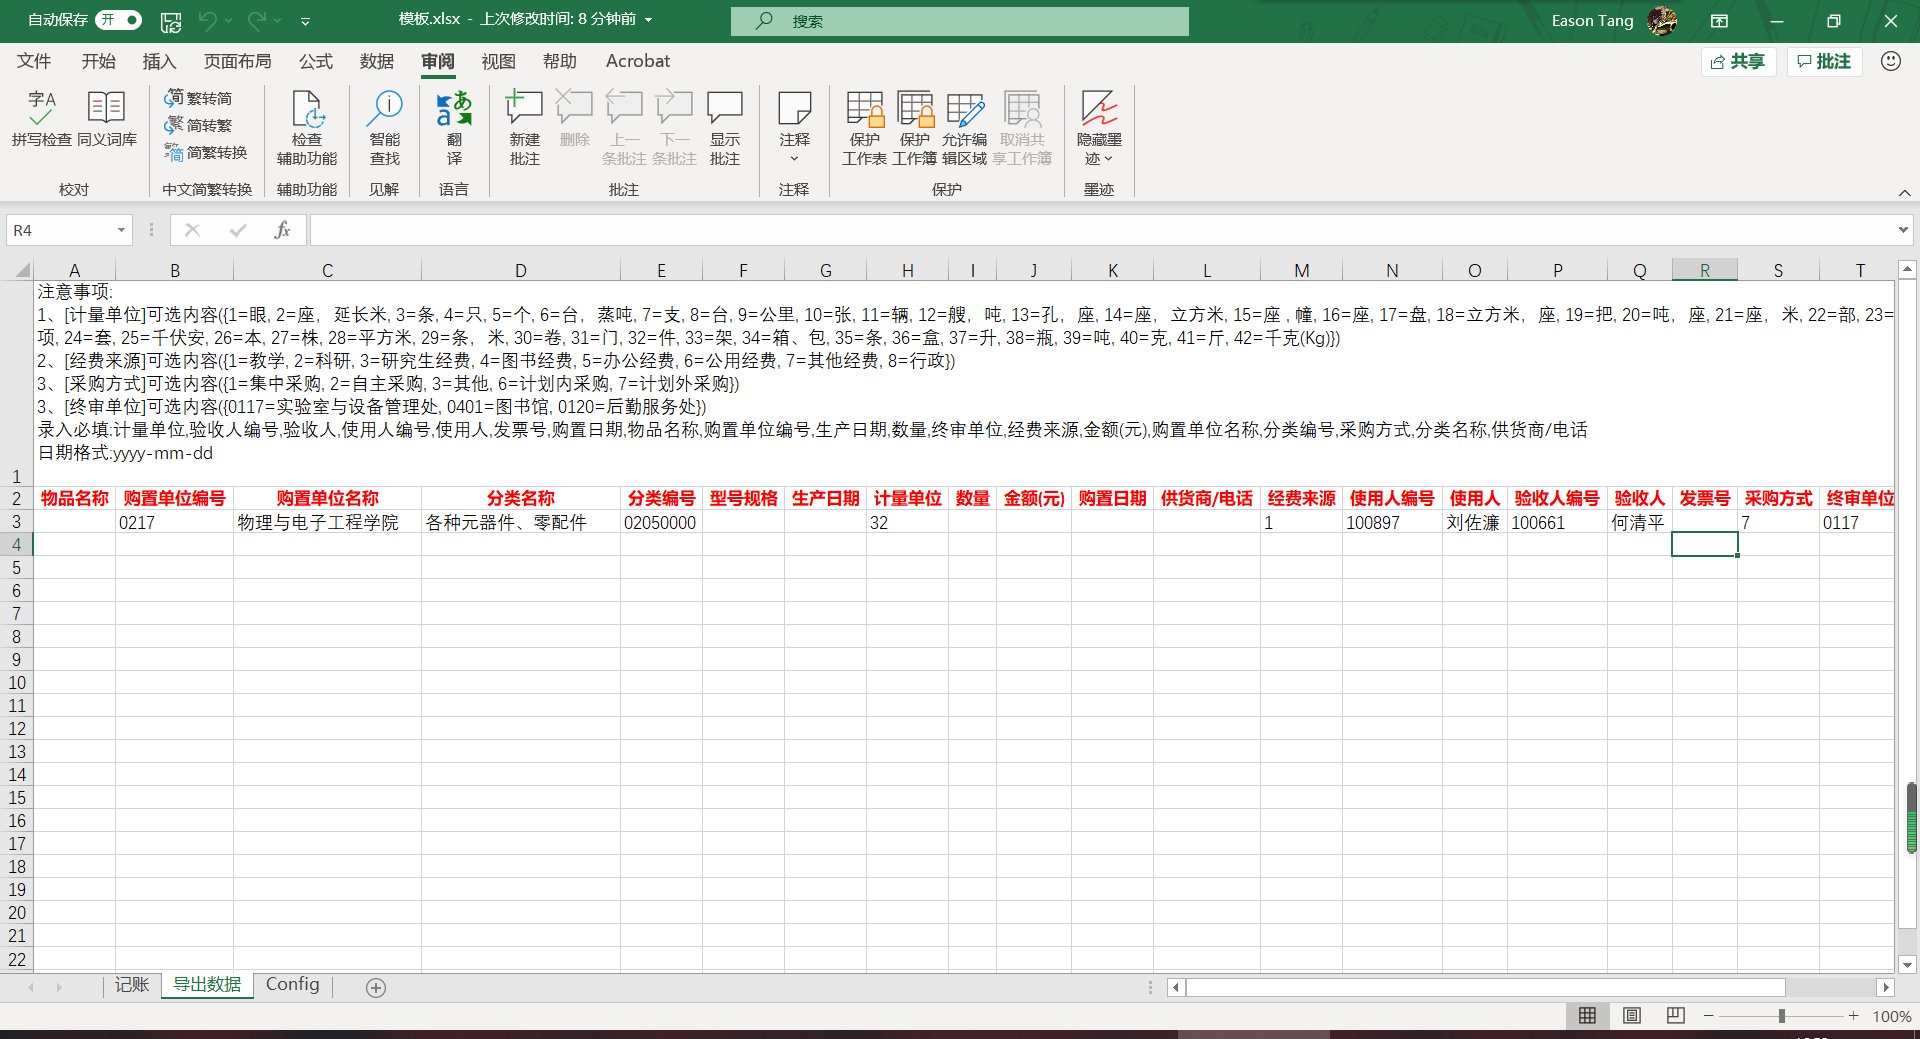 自动保存 开 模板.xlsx - 上次修改时间: 8 分钟前 搜索 Eason Tang
文件 开始 插入 页面布局 公式 数据 审阅 视图 帮助 Acrobat 共享 批注
字A 拼写检查 同义词库
繁转简
简转繁
简繁转换
检查 辅助功能
智能 查找
翻 译
新建 批注
删除
上一 条批注
下一 条批注
显示 批注
注释
保护 工作表
保护 工作簿
允许编 辑区域
取消共 享工作簿
隐藏墨 迹
校对 中文简繁转换 辅助功能 见解 语言 批注 注释 保护 墨迹
R4 fx
A B C D E F G H I J K L M N O P Q R S T
注意事项:
1、[计量单位]可选内容({1=眼, 2=座， 延长米, 3=条, 4=只, 5=个, 6=台， 蒸吨, 7=支, 8=台, 9=公里, 10=张, 11=辆, 12=艘， 吨, 13=孔， 座, 14=座， 立方米, 15=座 , 幢, 16=座, 17=盘, 18=立方米， 座, 19=把, 20=吨， 座, 21=座， 米, 22=部, 23=
项, 24=套, 25=千伏安, 26=本, 27=株, 28=平方米, 29=条， 米, 30=卷, 31=门, 32=件, 33=架, 34=箱、包, 35=条, 36=盒, 37=升, 38=瓶, 39=吨, 40=克, 41=斤, 42=千克(Kg)})
2、[经费来源]可选内容({1=教学, 2=科研, 3=研究生经费, 4=图书经费, 5=办公经费, 6=公用经费, 7=其他经费, 8=行政})
3、[采购方式]可选内容({1=集中采购, 2=自主采购, 3=其他, 6=计划内采购, 7=计划外采购})
3、[终审单位]可选内容({0117=实验室与设备管理处, 0401=图书馆, 0120=后勤服务处})
录入必填:计量单位,验收人编号,验收人,使用人编号,使用人,发票号,购置日期,物品名称,购置单位编号,生产日期,数量,终审单位,经费来源,金额(元),购置单位名称,分类编号,采购方式,分类名称,供货商/电话
日期格式:yyyy-mm-dd
1
2 物品名称 购置单位编号 购置单位名称 分类名称 分类编号 型号规格 生产日期 计量单位 数量 金额(元) 购置日期 供货商/电话 经费来源 使用人编号 使用人 验收人编号 验收人 发票号 采购方式 终审单位
3 0217 物理与电子工程学院 各种元器件、零配件 02050000 32 1 100897 刘佐濂 100661 何清平 7 0117
4
5
6
7
8
9
10
11
12
13
14
15
16
17
18
19
20
21
22
记账 导出数据 Config
100%